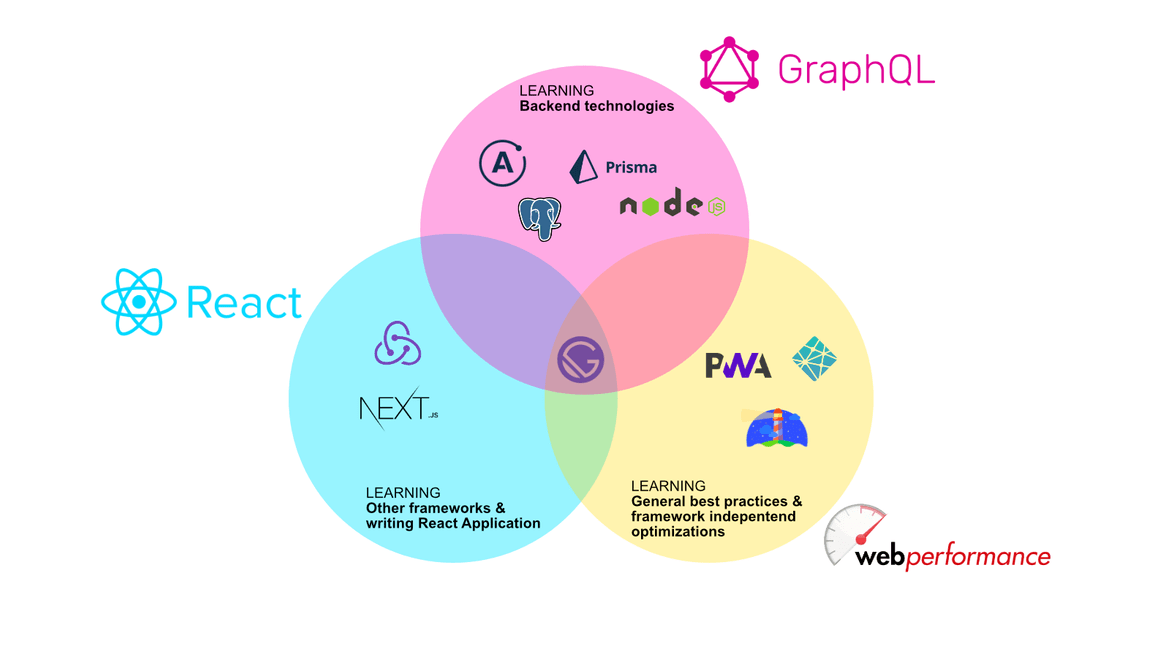 GraphQL
LEARNING
Backend technologies
A
Prisma
node
JS
React
NEXT.JS
G
PWA
LEARNING
Other frameworks &
writing React Application
LEARNING
General best practices &
framework indepentend
optimizations
webperformance